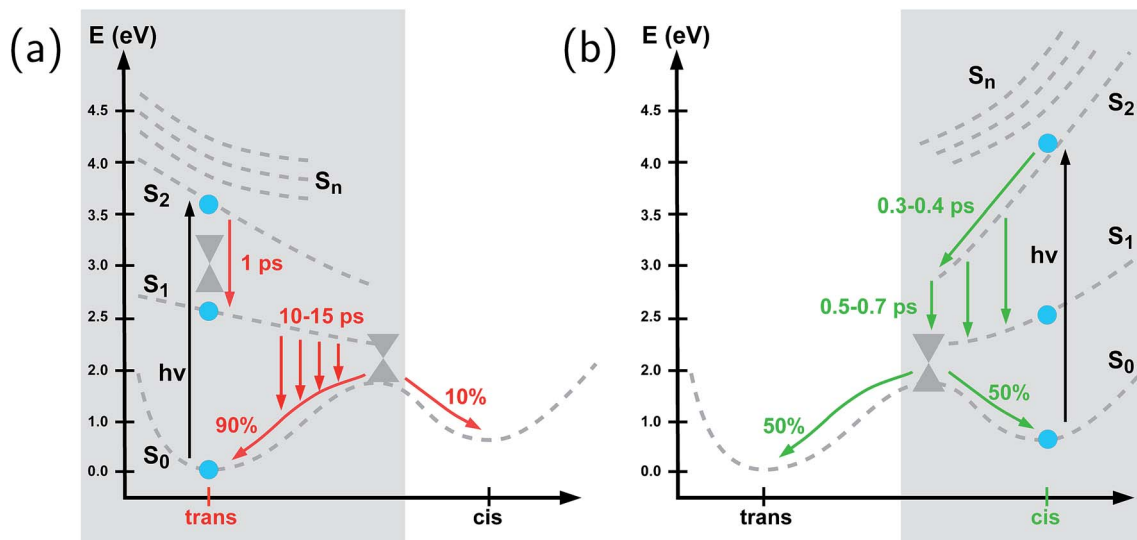 (a)
E (eV)
4.5
4.0
3.5
3.0
2.5
2.0
1.0
0.0
Sn
S2
S1
S0
hν
1 ps
10-15 ps
90%
10%
trans
cis
(b)
E (eV)
4.5
4.0
3.5
3.0
2.5
2.0
1.0
0.0
Sn
S2
S1
S0
0.3-0.4 ps
0.5-0.7 ps
hν
50%
50%
trans
cis